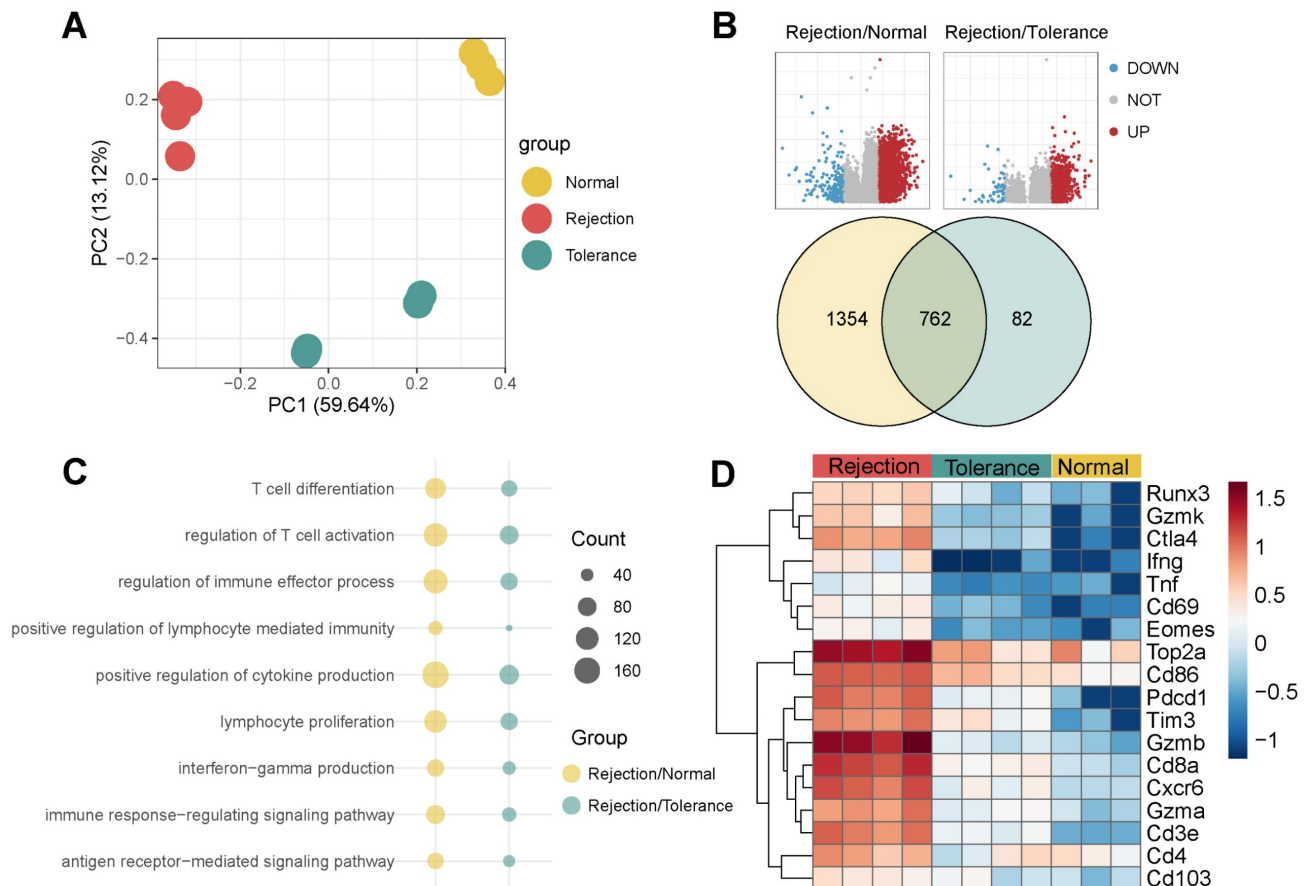 A
0.2
0.0
−0.2
−0.4
PC2 (13.12%)
−0.2
0.0
0.2
0.4
PC1 (59.64%)
group
Normal
Rejection
Tolerance
B
Rejection/Normal
Rejection/Tolerance
DOWN
NOT
UP
1354
762
82
C
T cell differentiation
regulation of T cell activation
regulation of immune effector process
positive regulation of lymphocyte mediated immunity
positive regulation of cytokine production
lymphocyte proliferation
interferon−gamma production
immune response−regulating signaling pathway
antigen receptor−mediated signaling pathway
Count
40
80
120
160
Group
Rejection/Normal
Rejection/Tolerance
D
Rejection
Tolerance
Normal
Runx3
Gzmk
Ctla4
Ifng
Tnf
Cd69
Eomes
Top2a
Cd86
Pdcd1
Tim3
Gzmb
Cd8a
Cxcr6
Gzma
Cd3e
Cd4
Cd103
1.5
1
0.5
0
−0.5
−1